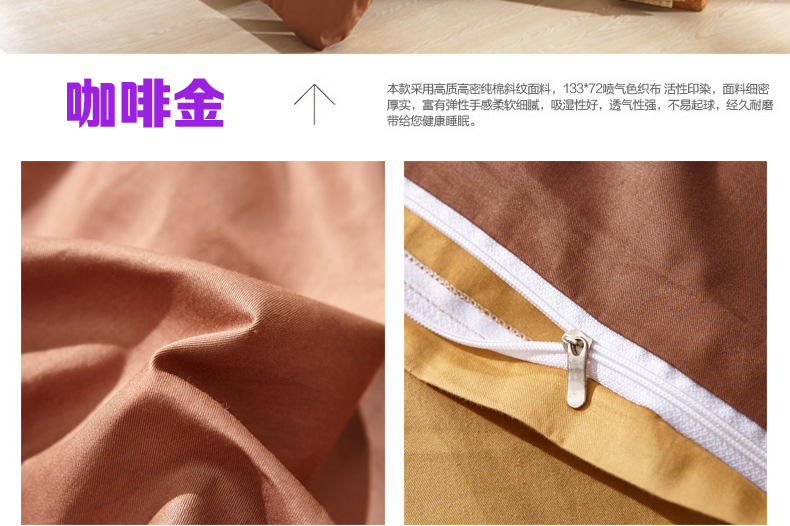 咖啡金
本款采用高质高密纯棉斜纹面料，133*72喷气色织布 活性印染，面料细密
厚实，富有弹性手感柔软细腻，吸湿性好，透气性强，不易起球，经久耐磨
带给您健康睡眠。